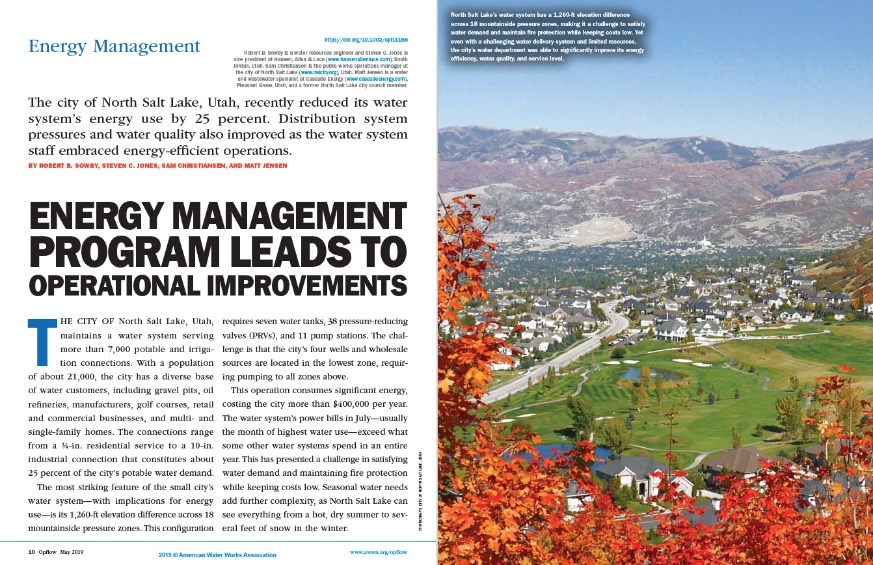 Energy Management
https://doi.org/10.1002/opfl.1186
Robert B. Sowby is a water resources engineer and Steven C. Jones is
vice president at Hansen, Allen & Luce (www.hansenallenluce.com), South
Jordan, Utah. Sam Christiansen is the public works operations manager at
the city of North Salt Lake (www.nslcity.org), Utah. Matt Jensen is a water
and wastewater specialist at Cascade Energy (www.cascadeenergy.com),
Pleasant Grove, Utah, and a former North Salt Lake city council member.
The city of North Salt Lake, Utah, recently reduced its water
system's energy use by 25 percent. Distribution system
pressures and water quality also improved as the water system
staff embraced energy-efficient operations.
BY ROBERT B. SOWBY, STEVEN C. JONES, SAM CHRISTIANSEN, AND MATT JENSEN
ENERGY MANAGEMENT
PROGRAM LEADS TO
OPERATIONAL IMPROVEMENTS
THE CITY OF North Salt Lake, Utah,
maintains a water system serving
more than 7,000 potable and irriga-
tion connections. With a population
of about 21,000, the city has a diverse base
of water customers, including gravel pits, oil
refineries, manufacturers, golf courses, retail
and commercial businesses, and multi- and
single-family homes. The connections range
from a ¾-in. residential service to a 10-in.
industrial connection that constitutes about
25 percent of the city's potable water demand.
The most striking feature of the small city's
water system—with implications for energy
use—is its 1,260-ft elevation difference across 18
mountainside pressure zones. This configuration
requires seven water tanks, 38 pressure-reducing
valves (PRVs), and 11 pump stations. The chal-
lenge is that the city's four wells and wholesale
sources are located in the lowest zone, requir-
ing pumping to all zones above.
This operation consumes significant energy,
costing the city more than $400,000 per year.
The water system's power bills in July—usually
the month of highest water use—exceed what
some other water systems spend in an entire
year. This has presented a challenge in satisfying
water demand and maintaining fire protection
while keeping costs low. Seasonal water needs
add further complexity, as North Salt Lake can
see everything from a hot, dry summer to sev-
eral feet of snow in the winter.
10 Opflow May 2019
2019 © American Water Works Association
www.awwa.org/opflow
North Salt Lake's water system has a 1,260-ft elevation difference
across 18 mountainside pressure zones, making it a challenge to satisfy
water demand and fire protection while keeping costs low. Yet
even with a challenging water delivery system and limited resources,
the city's water department was able to significantly improve its energy
efficiency, water quality, and service level.